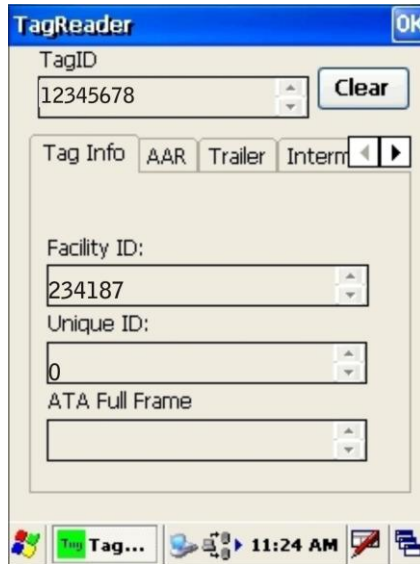 TagReader OK
TagID
12345678
Clear
Tag Info AAR Trailer Interm
Facility ID:
234187
Unique ID:
0
ATA Full Frame
Tag... 11:24 AM